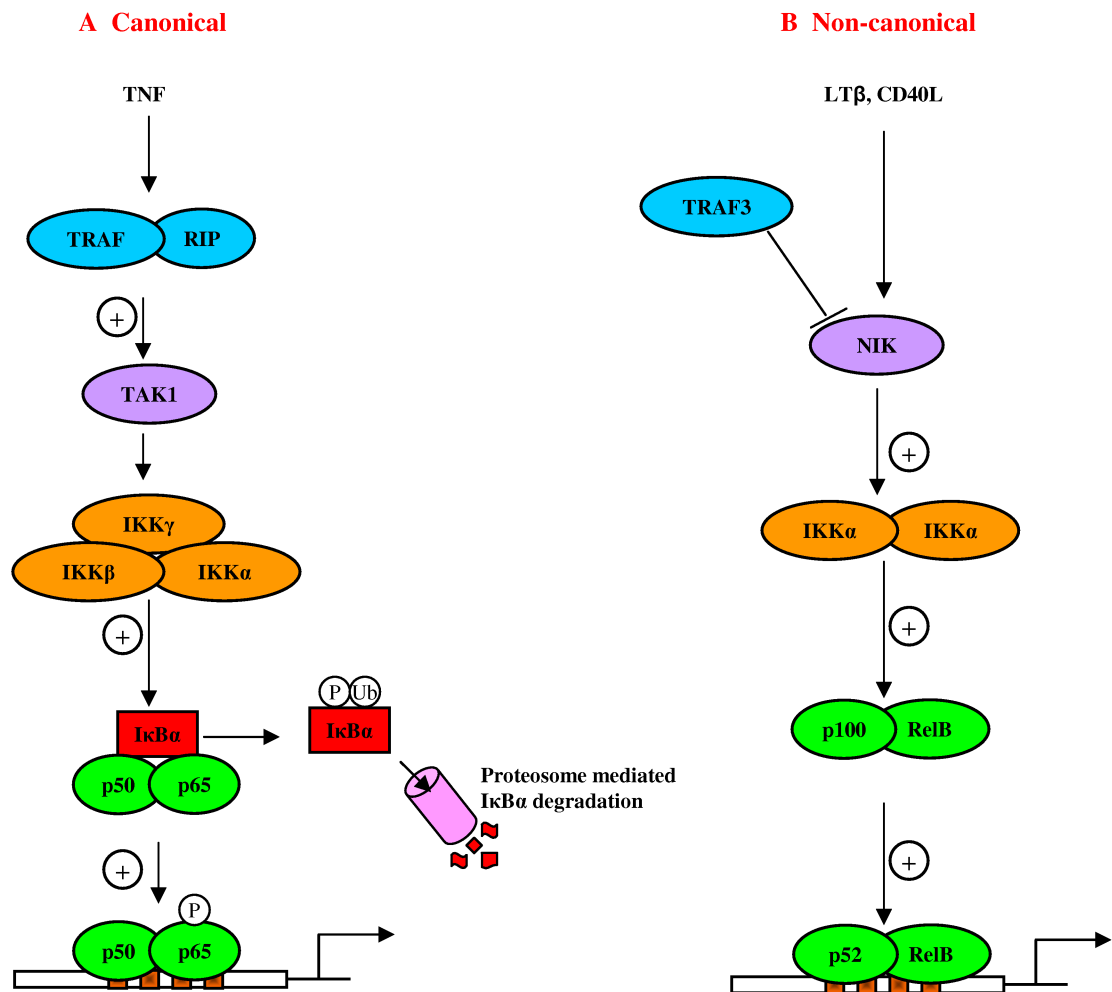 A Canonical
TNF
TRAF
RIP
+
TAK1
IKKγ
IKKβ
IKKα
+
IκBα
p50
p65
P
Ub
IκBα
Proteosome mediated
IκBα degradation
+
P
p50
p65
B Non-canonical
LTβ, CD40L
TRAF3
NIK
+
IKKα
IKKα
+
p100
RelB
+
p52
RelB